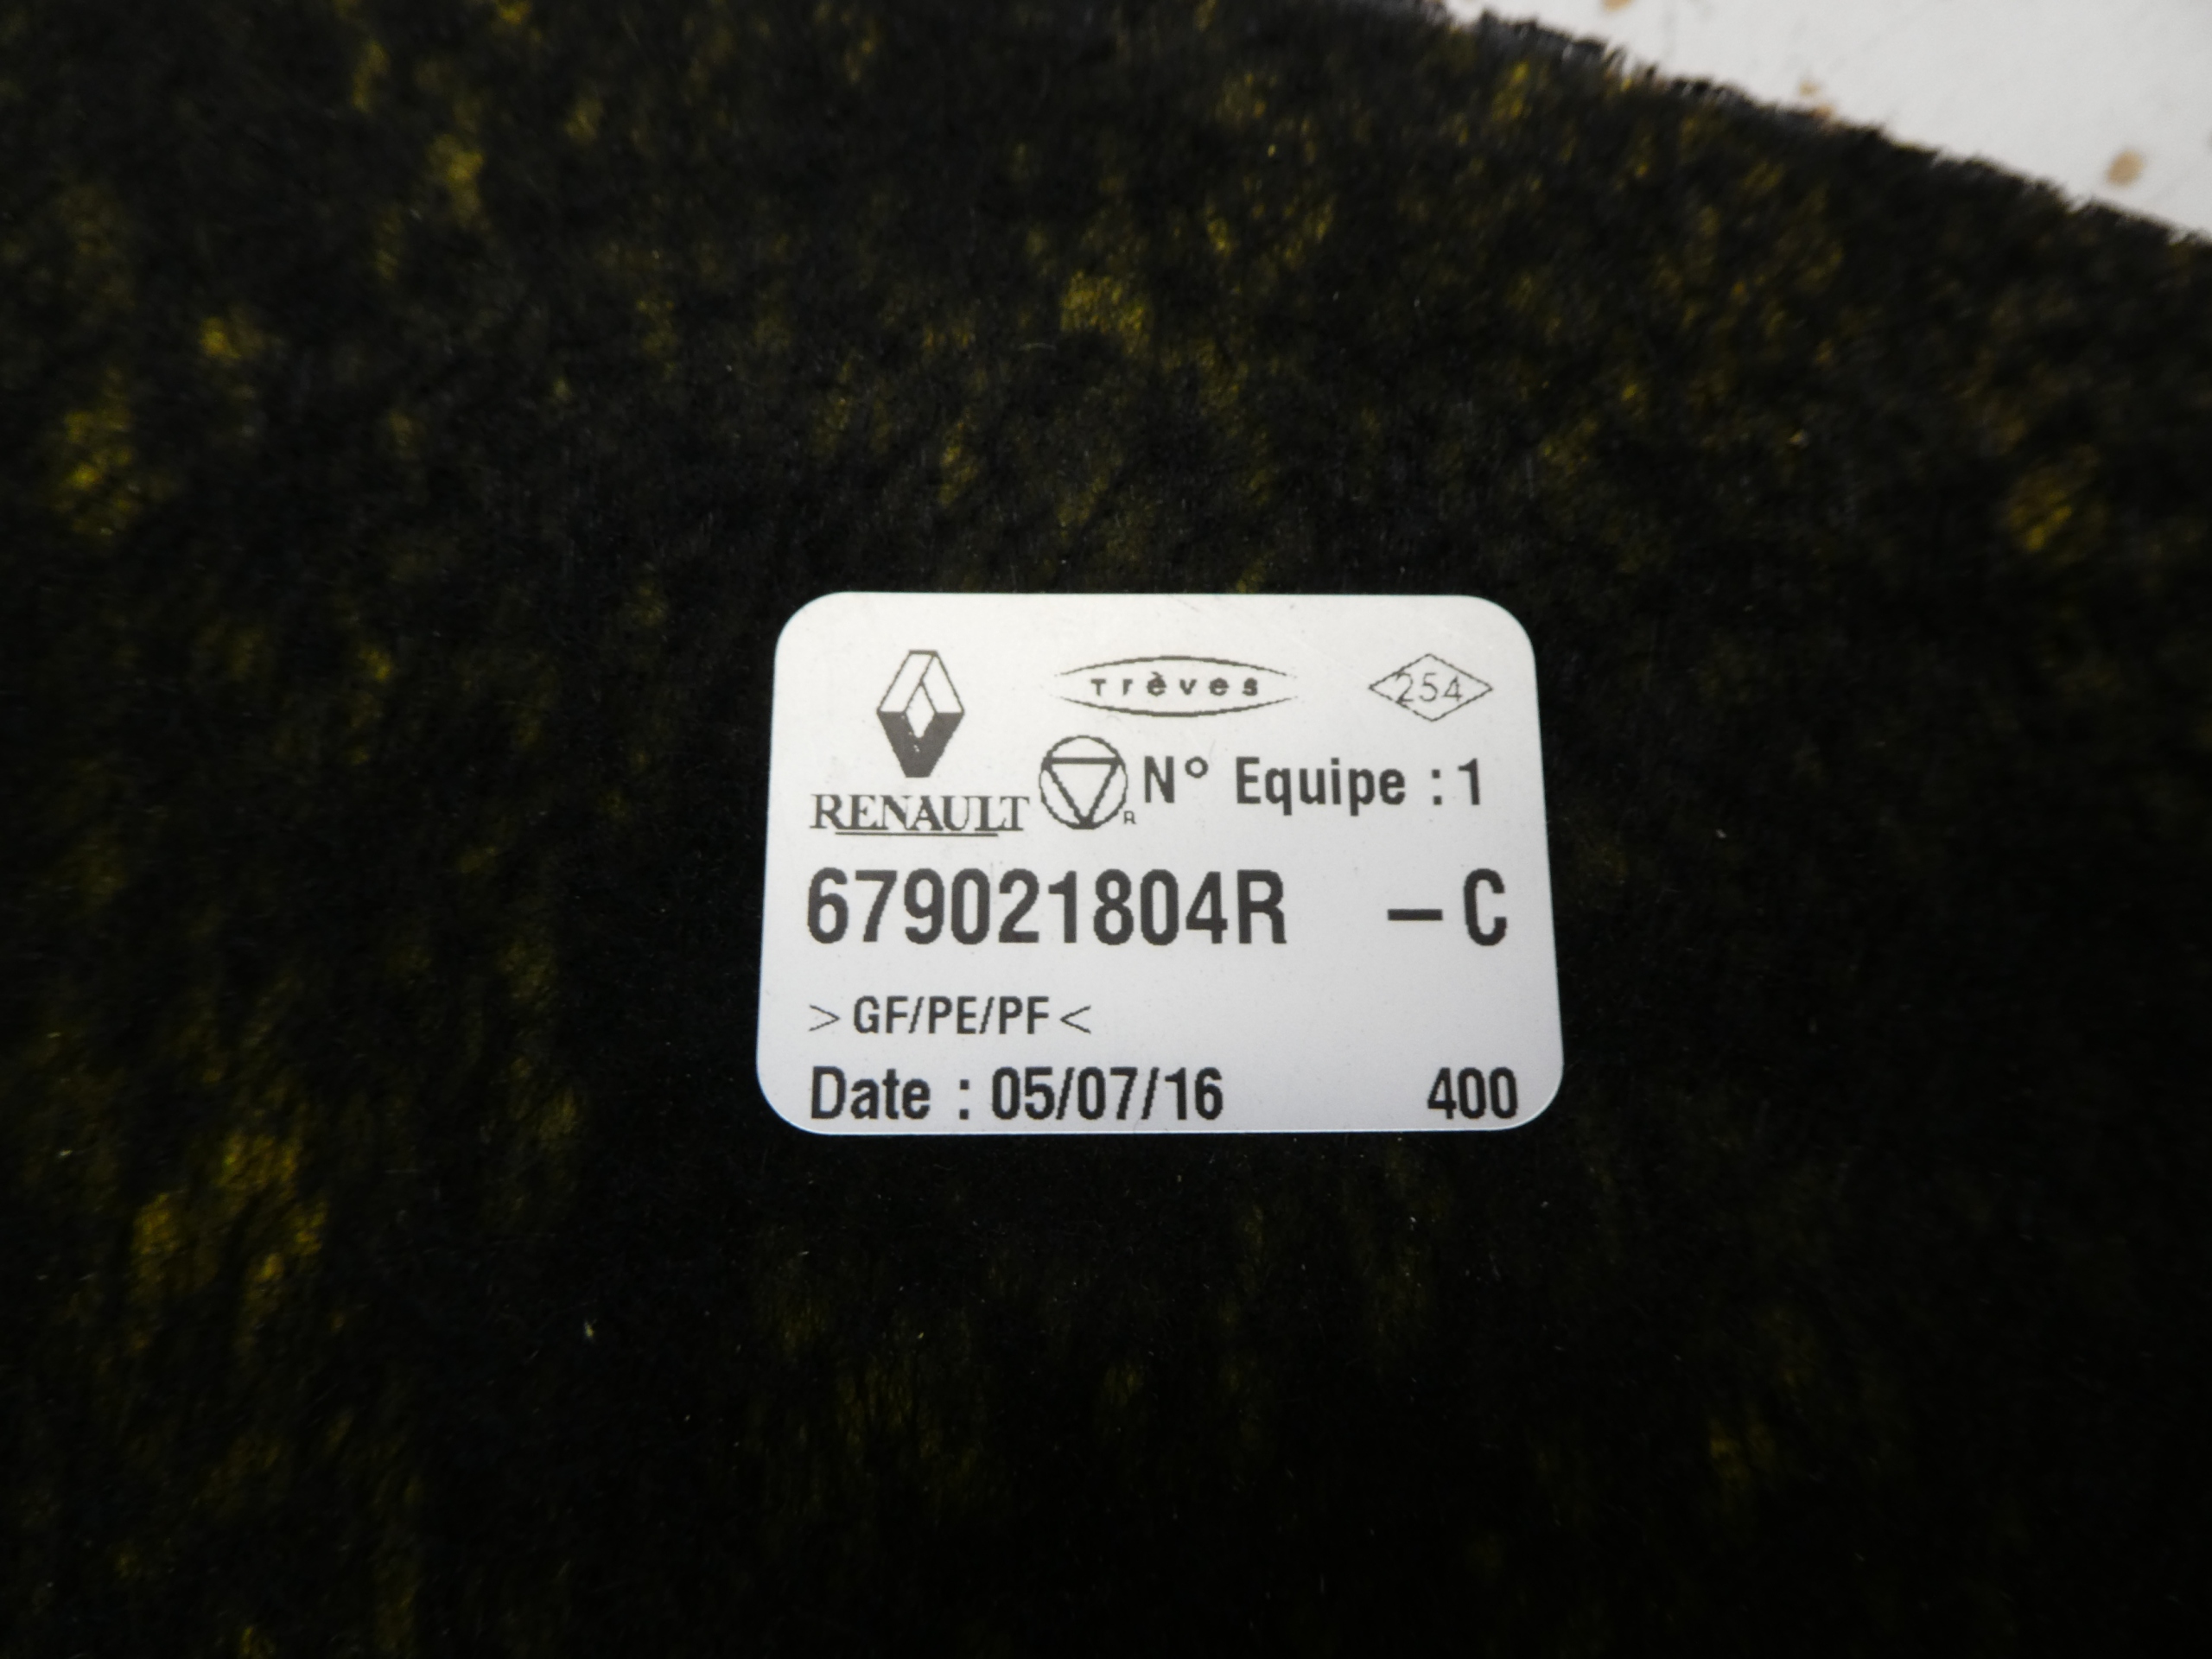 Trèves
254
RENAULT
R N° Equipe : 1
679021804R – C
>GF/PE/PF<
Date : 05/07/16 400